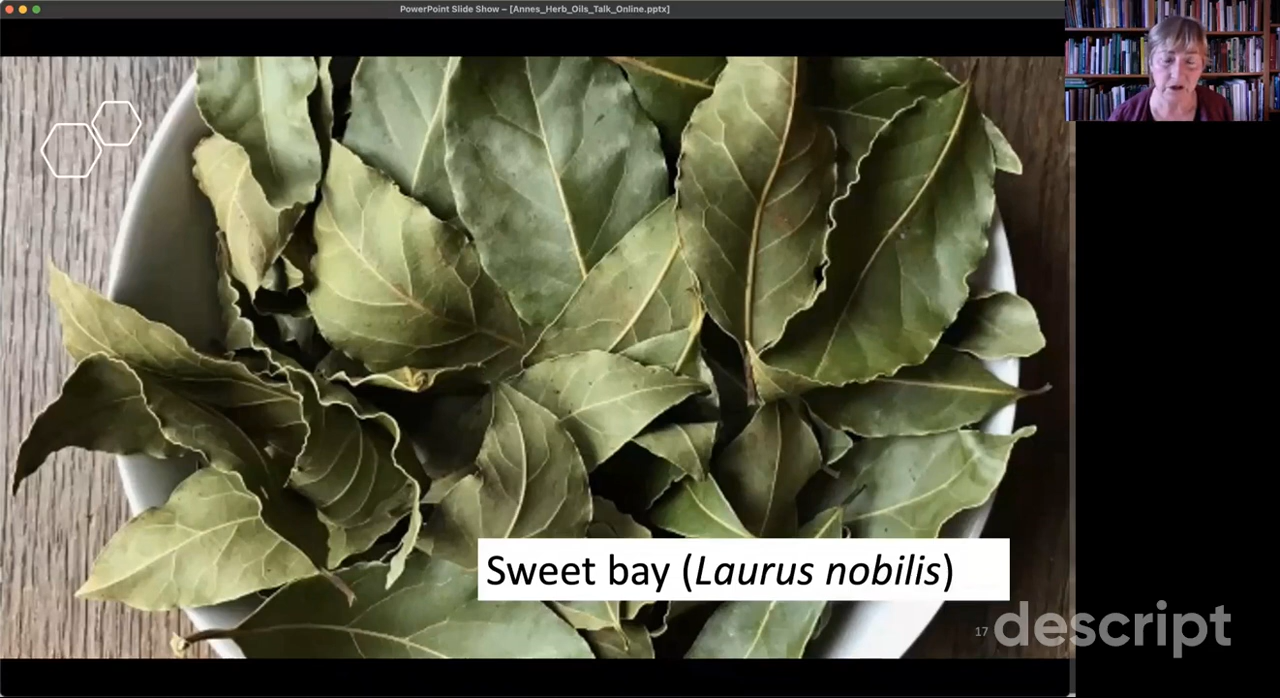 PowerPoint Slide Show – [Annes_Herb_Oils_Talk_Online.pptx]
Sweet bay (Laurus nobilis)
17
descript